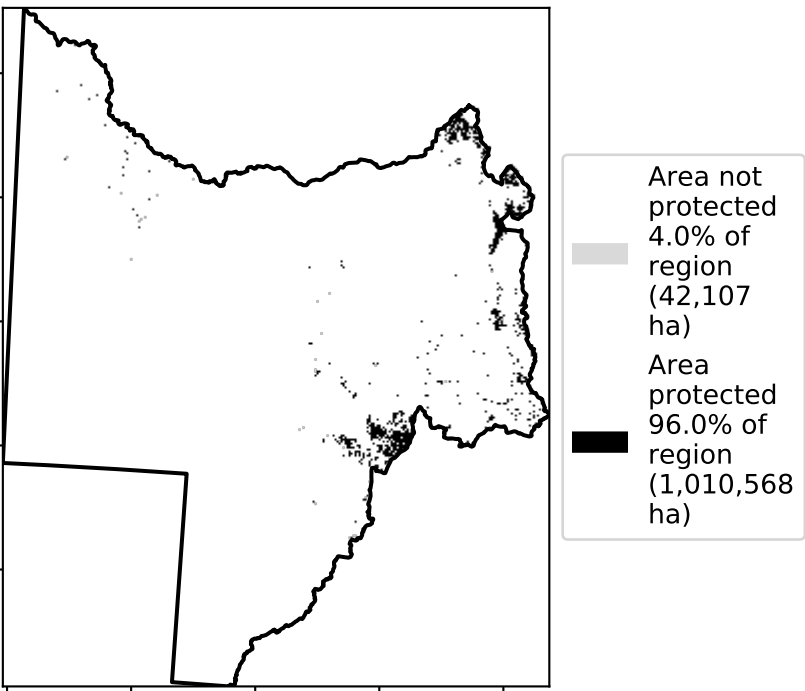 Area not
protected
4.0% of
region
(42,107
ha)
Area
protected
96.0% of
region
(1,010,568
ha)